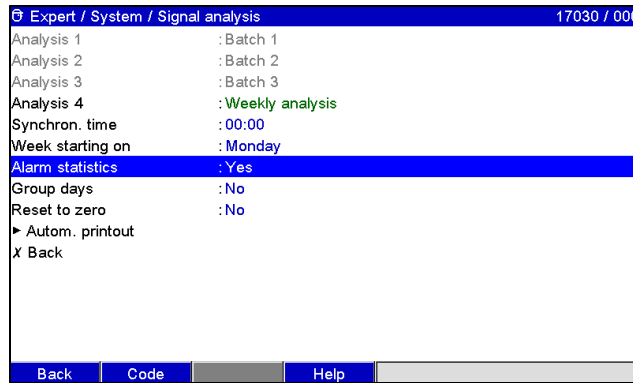 Expert / System / Signal analysis 17030 / 000
Analysis 1 : Batch 1
Analysis 2 : Batch 2
Analysis 3 : Batch 3
Analysis 4 : Weekly analysis
Synchron. time : 00:00
Week starting on : Monday
Alarm statistics : Yes
Group days : No
Reset to zero : No
► Autom. printout
X Back
Back Code Help